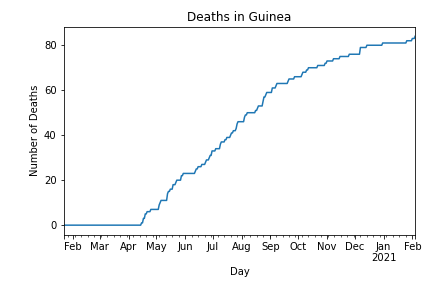 Deaths in Guinea
Number of Deaths
80
60
40
20
0
Feb Mar Apr May Jun Jul Aug Sep Oct Nov Dec Jan Feb
2021
Day